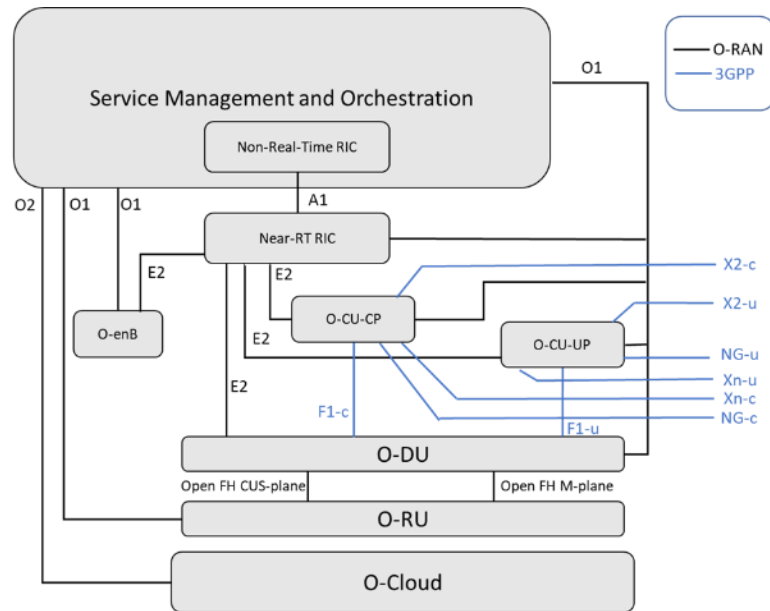 O-RAN
3GPP
O1
Service Management and Orchestration
Non-Real-Time RIC
O2
O1
O1
A1
Near-RT RIC
E2
E2
X2-c
O-CU-CP
X2-u
O-enB
E2
O-CU-UP
NG-u
Xn-u
E2
Xn-c
F1-c
NG-c
F1-u
O-DU
Open FH CUS-plane
Open FH M-plane
O-RU
O-Cloud